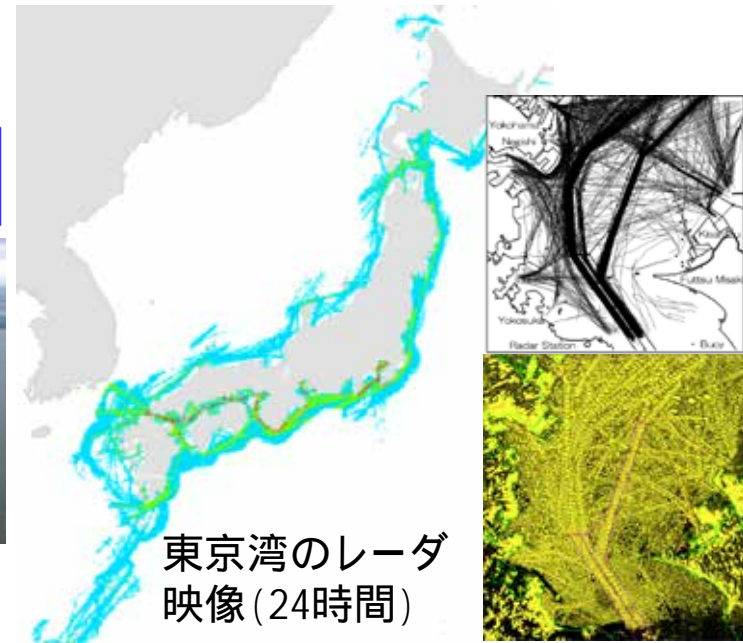 Yokohama
Negishi
Futtsu Misaki
Yokosuka
Radar Station
Buoy
東京湾のレーダ
映像(24時間)